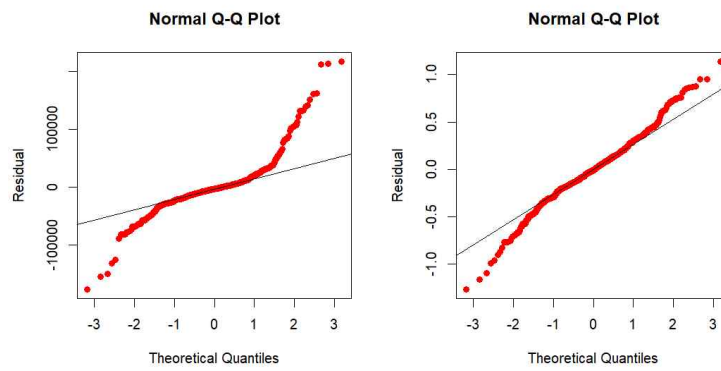 Normal Q-Q Plot
Residual
100000
0
-100000
-3 -2 -1 0 1 2 3
Theoretical Quantiles
Normal Q-Q Plot
Residual
1.0
0.5
0.0
-0.5
-1.0
-3 -2 -1 0 1 2 3
Theoretical Quantiles